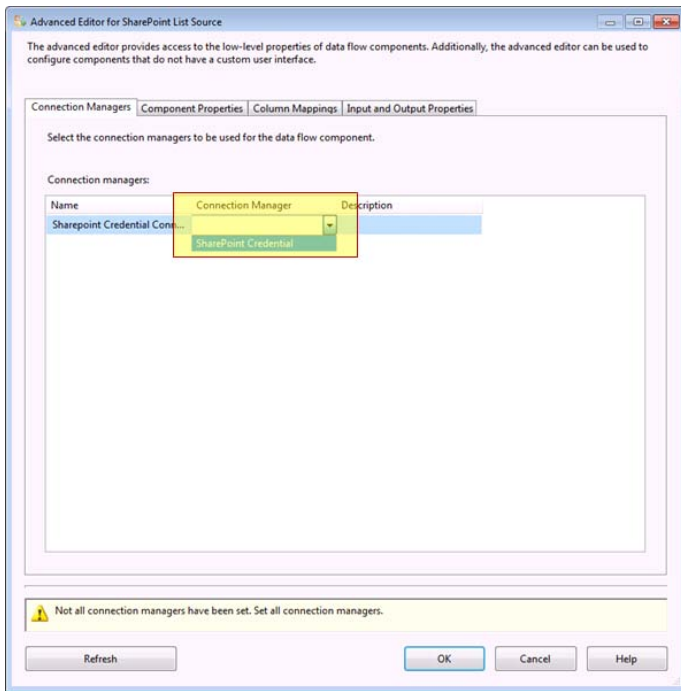 Advanced Editor for SharePoint List Source
The advanced editor provides access to the low-level properties of data flow components. Additionally, the advanced editor can be used to
configure components that do not have a custom user interface.
Connection Managers Component Properties Column Mappings Input and Output Properties
Select the connection managers to be used for the data flow component.
Connection managers:
Name Connection Manager Description
Sharepoint Credential Conn...
SharePoint Credential
Not all connection managers have been set. Set all connection managers.
Refresh OK Cancel Help